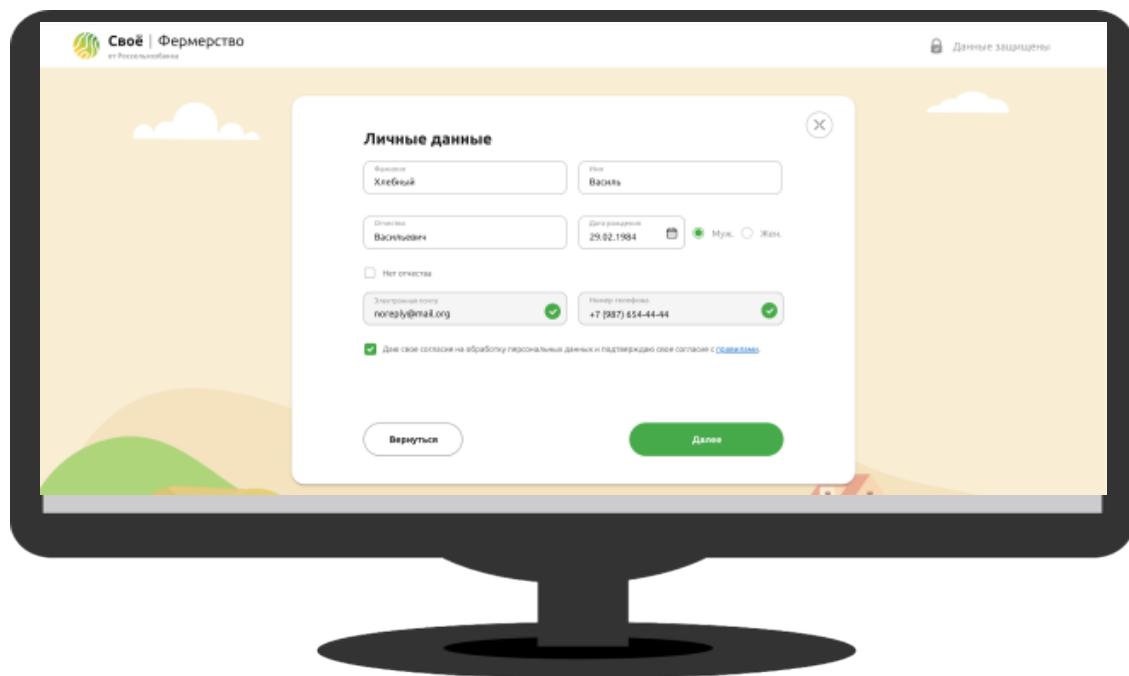 Своё | Фермерство
от Россельхозбанка
Данные защищены
Личные данные
Фамилия
Хлебный
Имя
Василь
Отчество
Васильевич
Дата рождения
29.02.1984
Муж.
Жен.
Нет отчества
Электронная почта
noreply@mail.org
Номер телефона
+7 (987) 654-44-44
Даю свое согласие на обработку персональных данных и подтверждаю свое согласие с правилами.
Вернуться
Далее